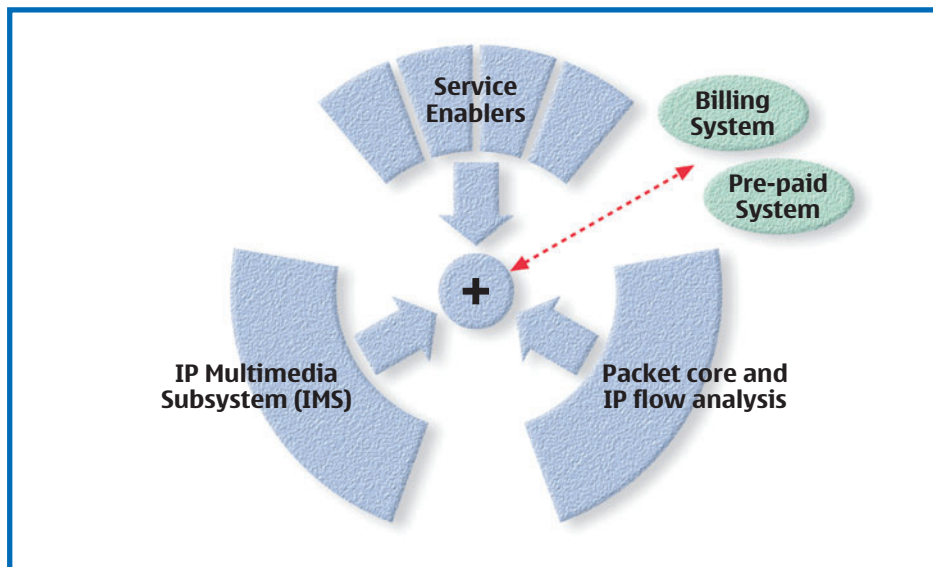 Service
Enablers
Billing
System
Pre-paid
System
+
IP Multimedia
Subsystem (IMS)
Packet core and
IP flow analysis